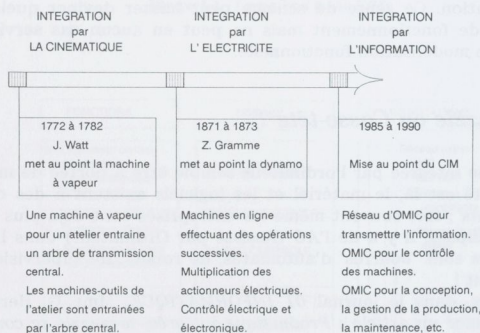 INTEGRATION
par
LA CINEMATIQUE
INTEGRATION
par
L' ELECTRICITE
INTEGRATION
par
L'INFORMATION
1772 à 1782
J. Watt
met au point la machine
à vapeur
1871 à 1873
Z. Gramme
met au point la dynamo
1985 à 1990
Mise au point du CIM
Une machine à vapeur
pour un atelier entraine
un arbre de transmission
central.
Les machines-outils de
l'atelier sont entrainées
par l'arbre central.
Machines en ligne
effectuant des opérations
successives.
Multiplication des
actionneurs électriques.
Contrôle électrique et
électronique.
Réseau d'OMIC pour
transmettre l'information.
OMIC pour le contrôle
des machines.
OMIC pour la conception,
la gestion de la production,
la maintenance, etc.